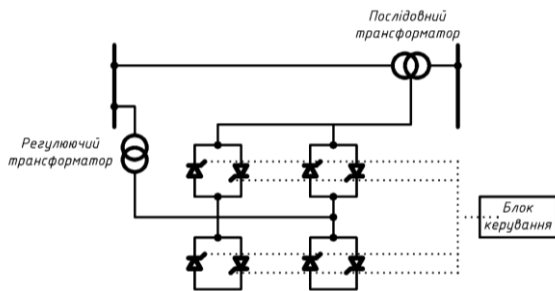 Послідовний
трансформатор
Регулюючий
трансформатор
Блок
керування